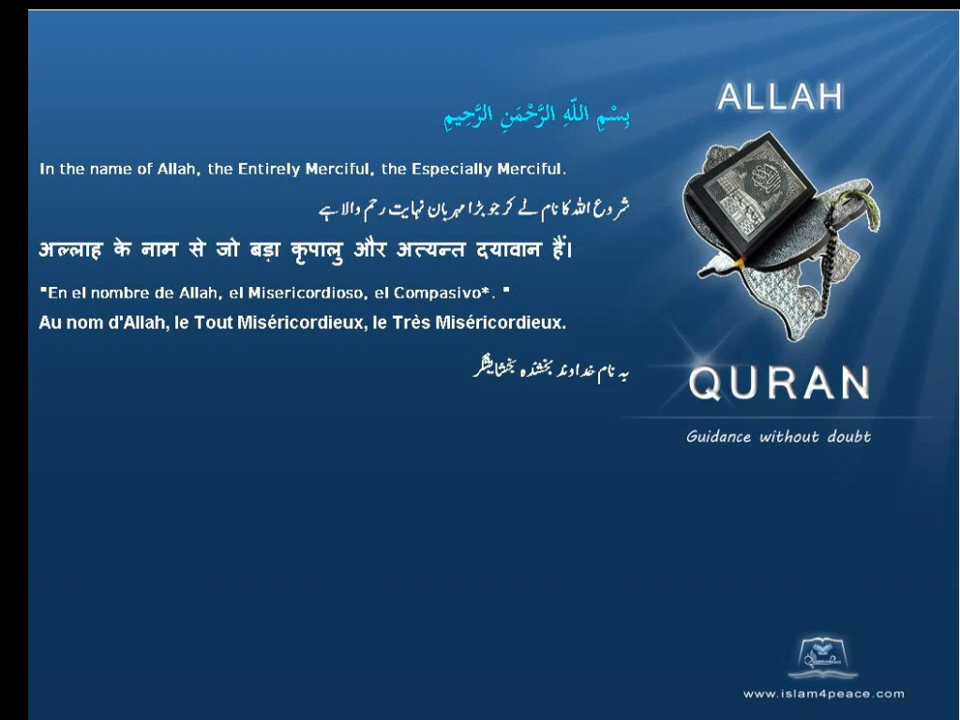 بِسْمِ اللّهِ الرَّحْمَنِ الرَّحِيمِ
In the name of Allah, the Entirely Merciful, the Especially Merciful.
شروع الله کا نام لے کر جو بڑا مہربان نہایت رحم والا ہے
अल्लाह के नाम से जो बड़ा कृपालु और अत्यन्त दयावान हैं।
"En el nombre de Allah, el Misericordioso, el Compasivo*. "
Au nom d'Allah, le Tout Miséricordieux, le Très Miséricordieux.
به نام خداوند بخشنده بخشایشگر
ALLAH
QURAN
Guidance without doubt
www.islam4peace.com